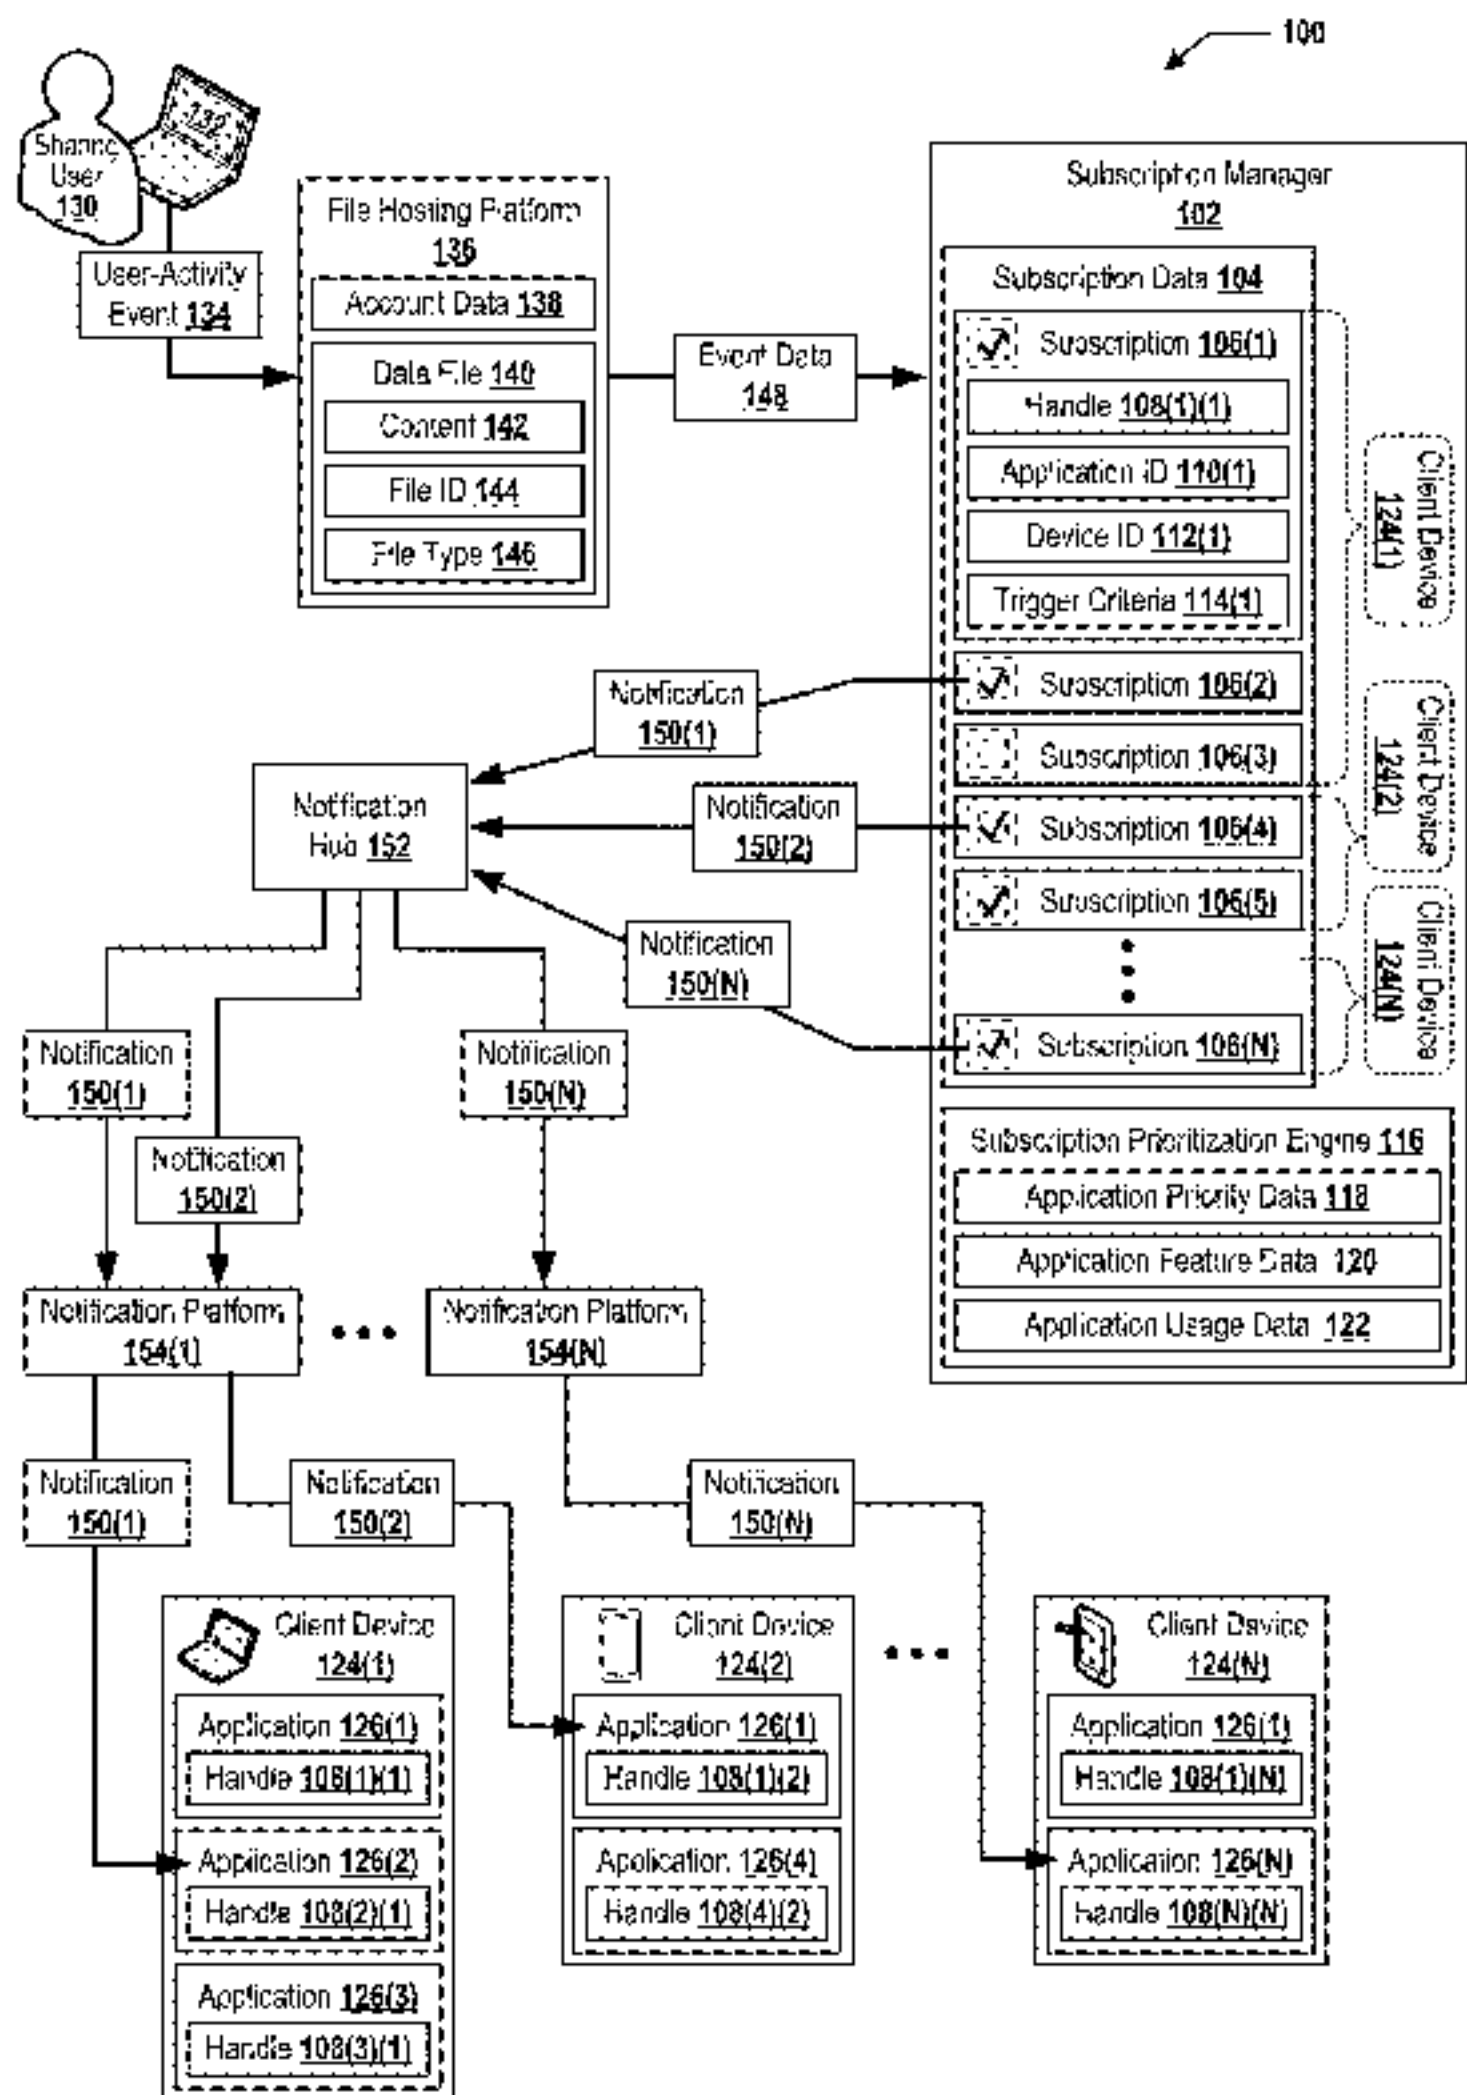 100
132
Sharing
User
130
User-Activity
Event 134
File Hosting Platform
136
Account Data 138
Data File 140
Content 142
File ID 144
File Type 146
Event Data
148
Subscription Manager
102
Subscription Data 104
Subscription 106(1)
Handle 108(1)(1)
Application ID 110(1)
Device ID 112(1)
Trigger Criteria 114(1)
Subscription 106(2)
Subscription 106(3)
Subscription 106(4)
Subscription 106(5)
Subscription 106(N)
Client Device
124(1)
Client Device
124(2)
Client Device
124(N)
Subscription Prioritization Engine 116
Application Priority Data 118
Application Feature Data 120
Application Usage Data 122
Notification
150(1)
Notification
150(2)
Notification
150(N)
Notification
Hub 152
Notification
150(1)
Notification
150(2)
Notification
150(N)
Notification Platform
154(1)
Notification Platform
154(N)
Notification
150(1)
Notification
150(2)
Notification
150(N)
Client Device
124(1)
Application 126(1)
Handle 108(1)(1)
Application 126(2)
Handle 108(2)(1)
Application 126(3)
Handle 108(3)(1)
Client Device
124(2)
Application 126(1)
Handle 108(1)(2)
Application 126(4)
Handle 108(4)(2)
Client Device
124(N)
Application 126(1)
Handle 108(1)(N)
Application 126(N)
Handle 108(N)(N)